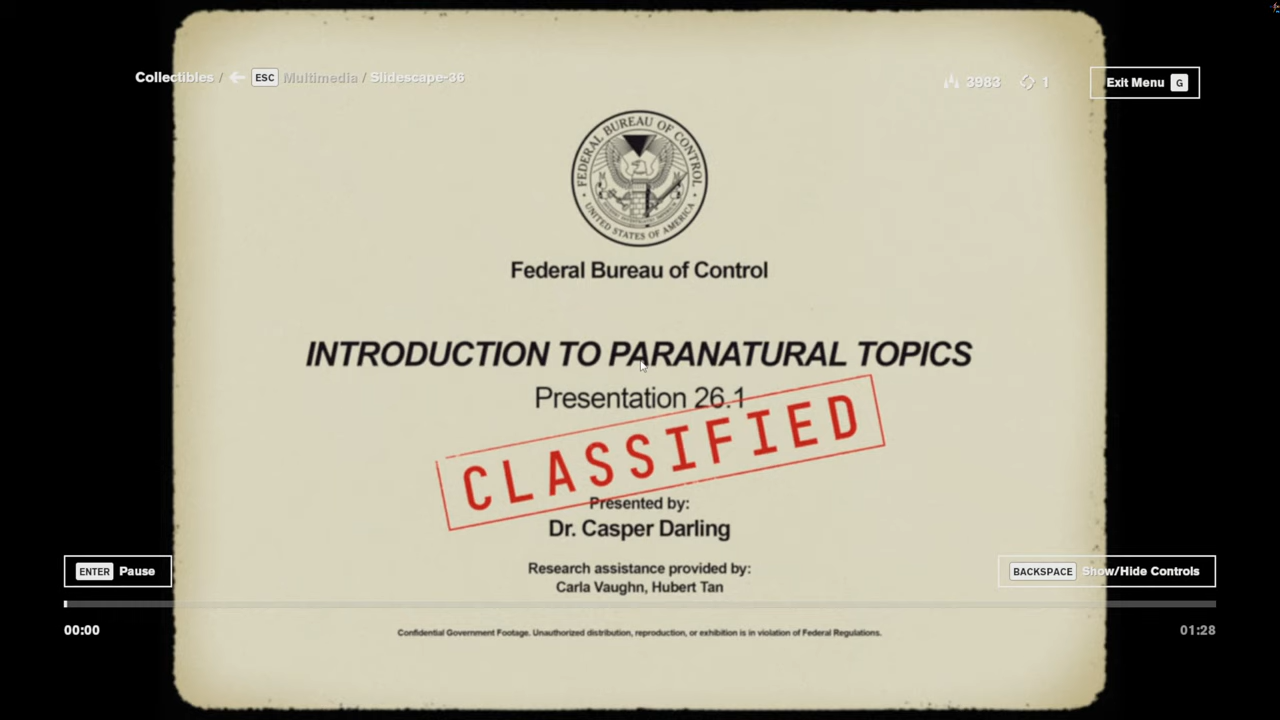 Collectibles / ESC Multimedia / Slidescape-36
3983
1
Exit Menu G
FEDERAL BUREAU OF CONTROL
UNITED STATES OF AMERICA
Federal Bureau of Control
INTRODUCTION TO PARANATURAL TOPICS
Presentation 26.1
CLASSIFIED
Presented by:
Dr. Casper Darling
Research assistance provided by:
Carla Vaughn, Hubert Tan
ENTER Pause
BACKSPACE Show/Hide Controls
00:00
01:28
Confidential Government Footage. Unauthorized distribution, reproduction, or exhibition is in violation of Federal Regulations.